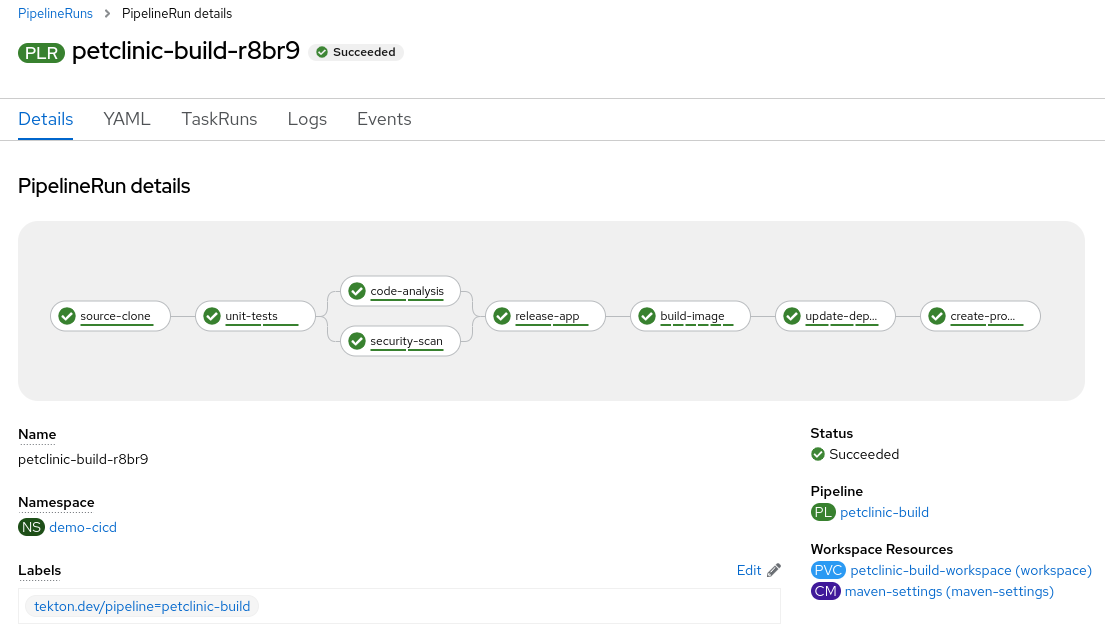 PipelineRuns > PipelineRun details
PLR petclinic-build-r8br9 Succeeded
Details YAML TaskRuns Logs Events
PipelineRun details
code-analysis
source-clone unit-tests release-app build-image update-dep... create-pro...
security-scan
Name
petclinic-build-r8br9
Namespace
NS demo-cicd
Labels Edit
tekton.dev/pipeline=petclinic-build
Status
Succeeded
Pipeline
PL petclinic-build
Workspace Resources
PVC petclinic-build-workspace (workspace)
CM maven-settings (maven-settings)